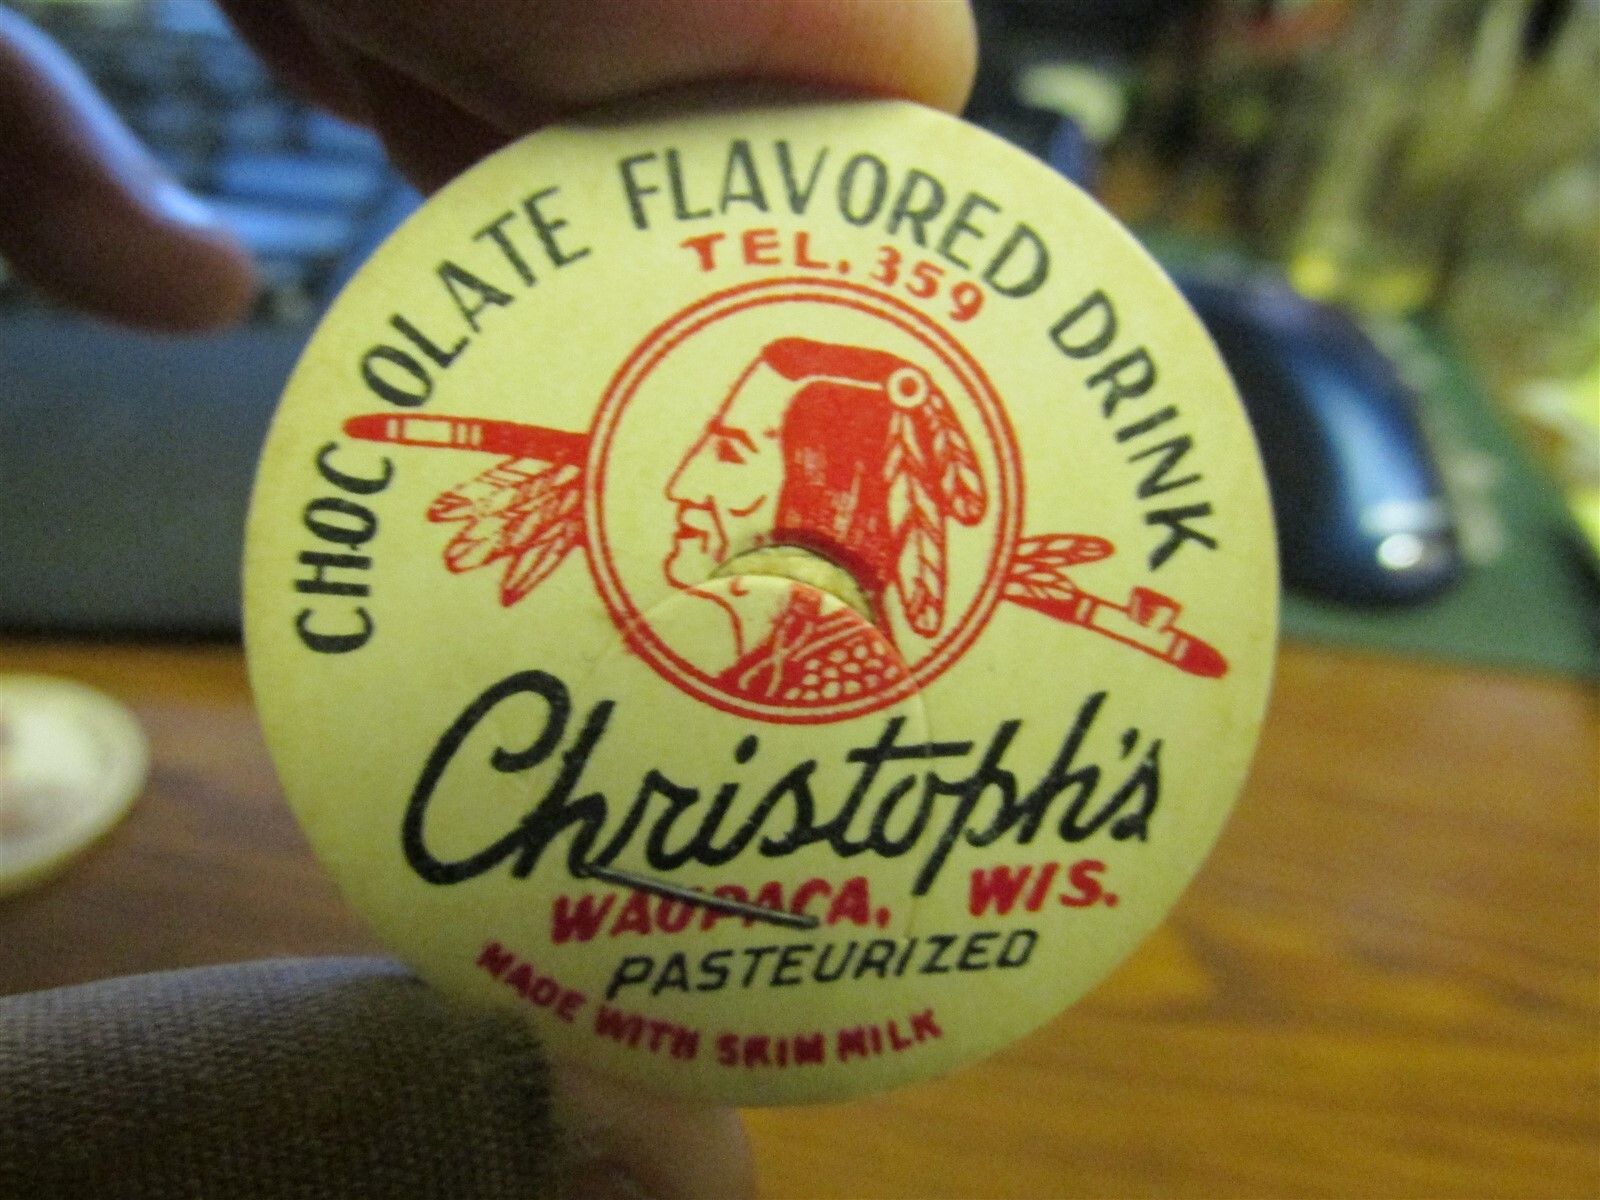 CHOCOLATE FLAVORED DRINK
TEL. 359
Christoph's
WAUPACA, WIS.
PASTEURIZED
MADE WITH SKIM MILK